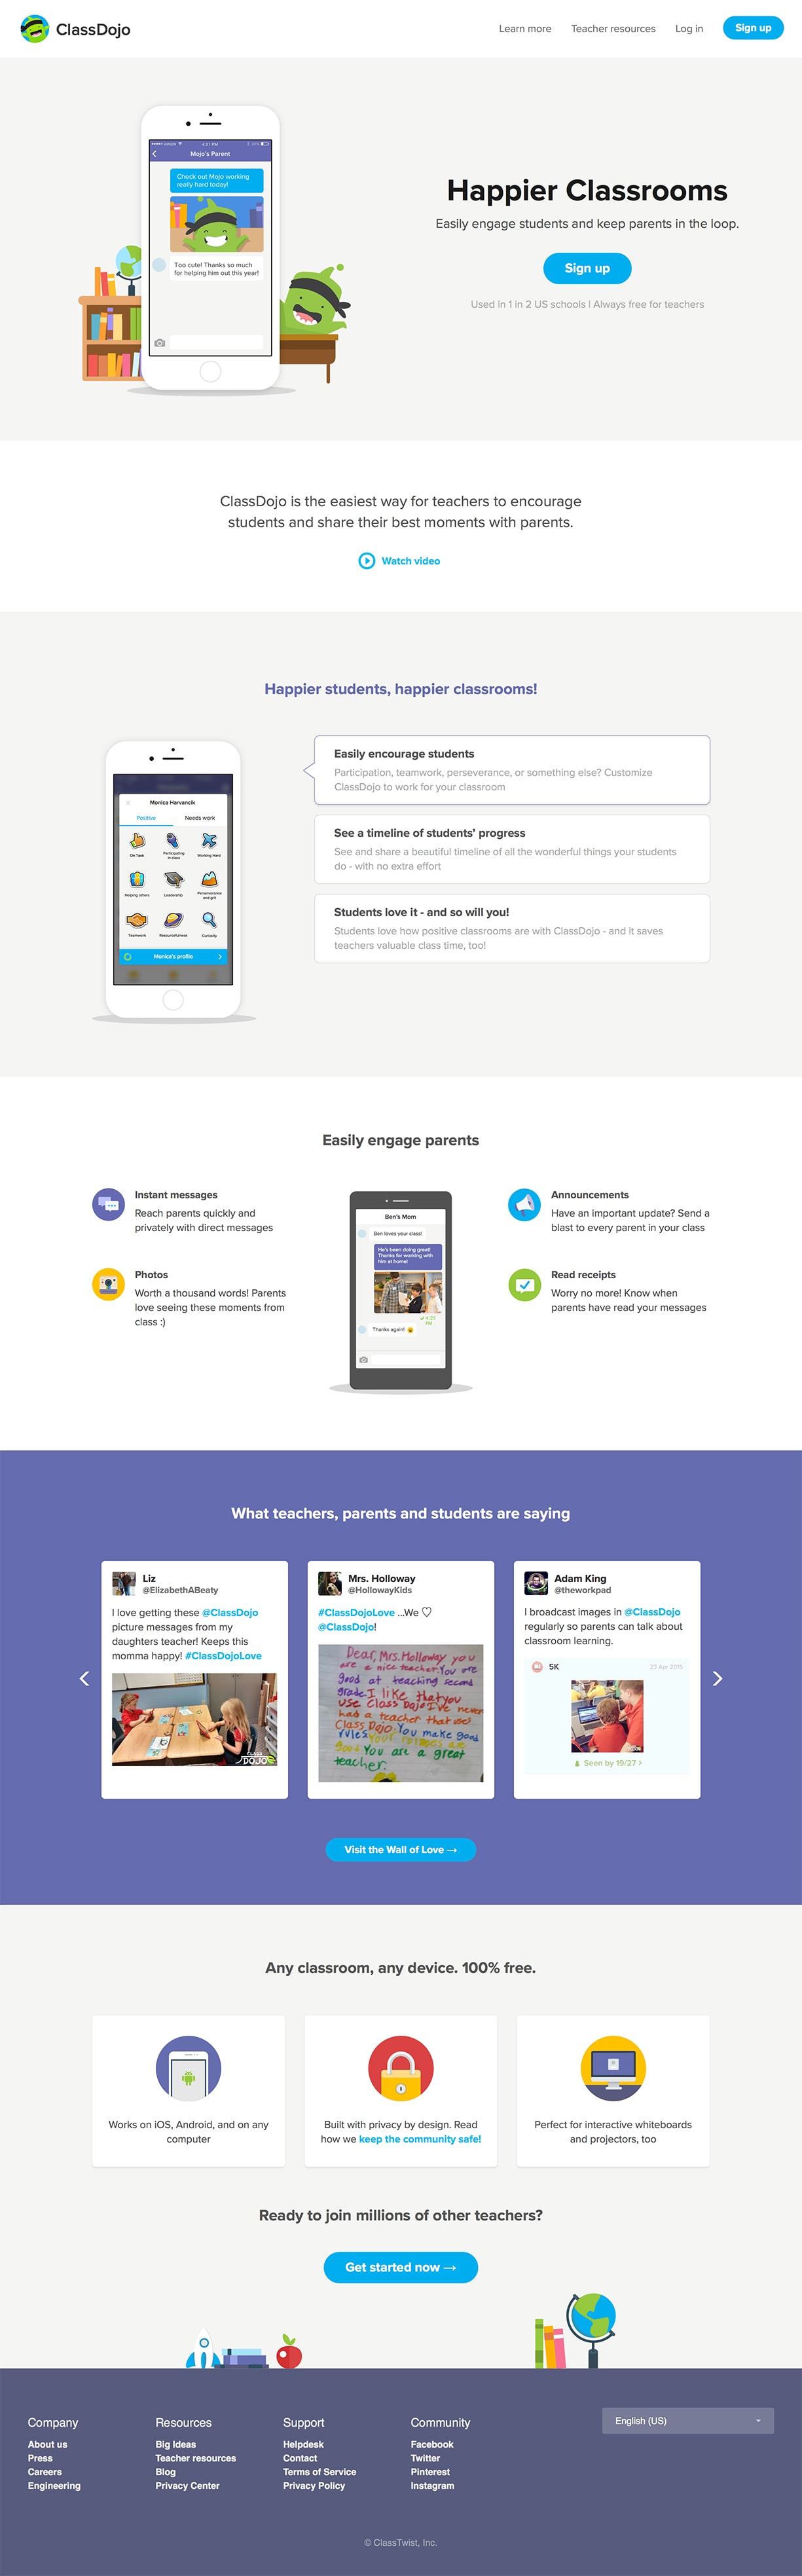 ClassDojo
Learn more
Teacher resources
Log in
Sign up
4:21 PM
Mojo's Parent
Check out Mojo working
really hard today!
Too cute! Thanks so much
for helping him out this year!
Happier Classrooms
Easily engage students and keep parents in the loop.
Sign up
Used in 1 in 2 US schools | Always free for teachers
ClassDojo is the easiest way for teachers to encourage
students and share their best moments with parents.
Watch video
Happier students, happier classrooms!
Monica Harvancik
Positive
Needs work
On Task
Participating
in class
Working Hard
Helping others
Leadership
Perseverance
and grit
Teamwork
Resourcefulness
Curiosity
Monica's profile
Easily encourage students
Participation, teamwork, perseverance, or something else? Customize
ClassDojo to work for your classroom
See a timeline of students' progress
See and share a beautiful timeline of all the wonderful things your students
do - with no extra effort
Students love it - and so will you!
Students love how positive classrooms are with ClassDojo - and it saves
teachers valuable class time, too!
Easily engage parents
Instant messages
Reach parents quickly and
privately with direct messages
Photos
Worth a thousand words! Parents
love seeing these moments from
class :)
Ben's Mom
Ben loves your class!
He's been doing great!
Thanks for working with
him at home!
4:25
PM
Thanks again!
Announcements
Have an important update? Send a
blast to every parent in your class
Read receipts
Worry no more! Know when
parents have read your messages
What teachers, parents and students are saying
Liz
@ElizabethABeaty
I love getting these @ClassDojo
picture messages from my
daughters teacher! Keeps this
momma happy! #ClassDojoLove
CLASS
DOJO
Mrs. Holloway
@HollowayKids
#ClassDojoLove ...We ♡
@ClassDojo!
Dear, Mrs. Holloway you
are a nice teacher. You are
good at teaching second
grade. I like that you
use Class Dojo. I've never
had a teacher that uses
Class Dojo. You make good
rules. Your
good. You are a great
teacher.
Adam King
@theworkpad
I broadcast images in @ClassDojo
regularly so parents can talk about
classroom learning.
5K
23 Apr 2015
Seen by 19/27 >
Visit the Wall of Love →
Any classroom, any device. 100% free.
Works on iOS, Android, and on any
computer
Built with privacy by design. Read
how we keep the community safe!
Perfect for interactive whiteboards
and projectors, too
Ready to join millions of other teachers?
Get started now →
Company
About us
Press
Careers
Engineering
Resources
Big Ideas
Teacher resources
Blog
Privacy Center
Support
Helpdesk
Contact
Terms of Service
Privacy Policy
Community
Facebook
Twitter
Pinterest
Instagram
English (US)
© ClassTwist, Inc.